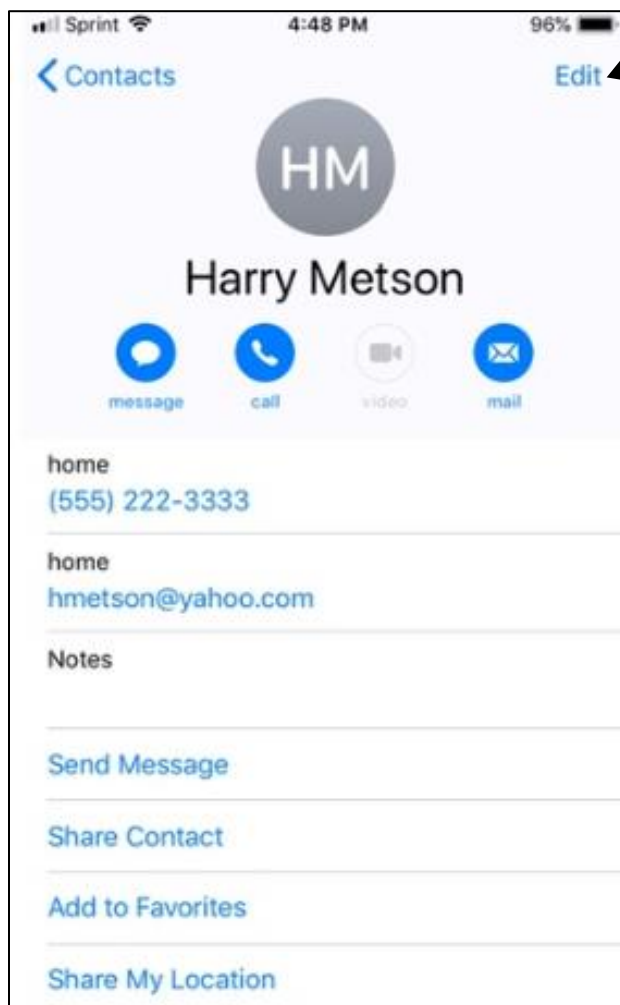 Sprint 4:48 PM 96%
Contacts Edit
HM
Harry Metson
message call video mail
home
(555) 222-3333
home
hmetson@yahoo.com
Notes
Send Message
Share Contact
Add to Favorites
Share My Location